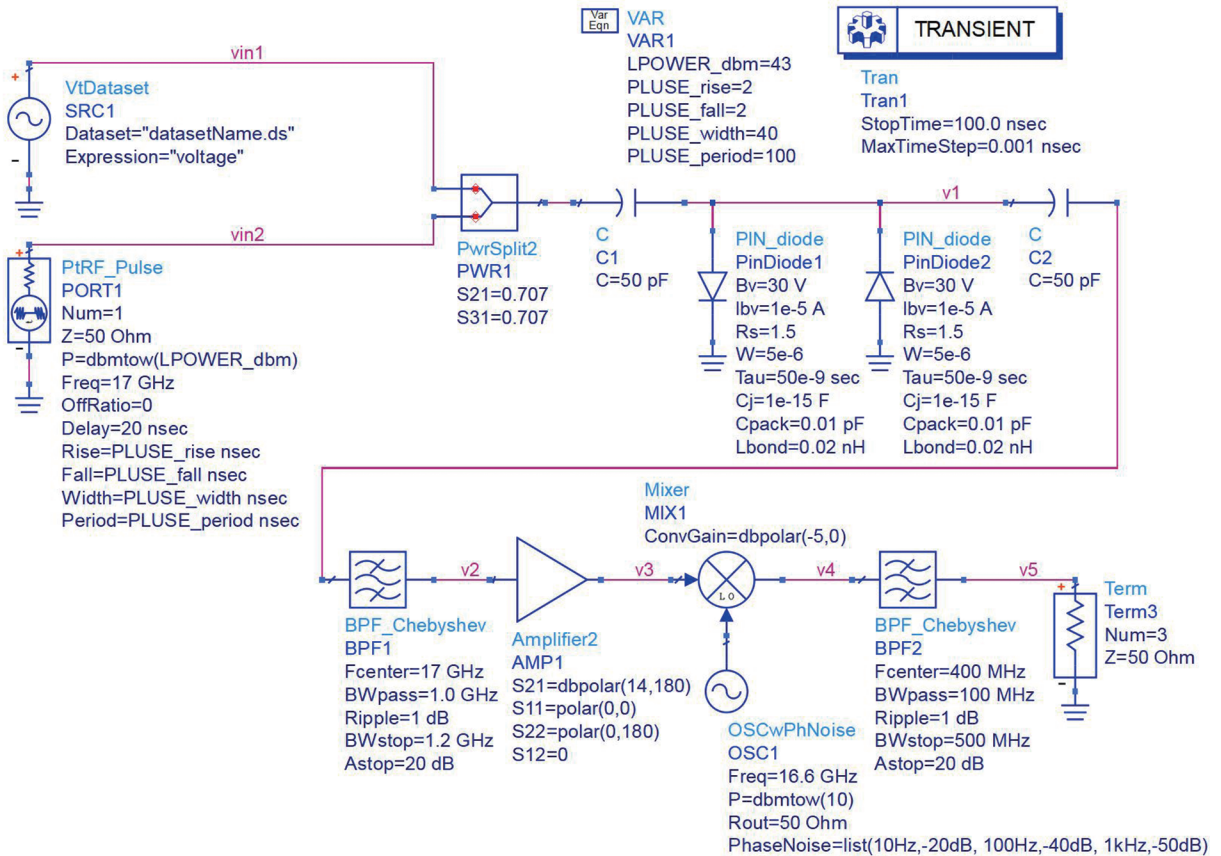 Var
Eqn
VAR
VAR1
LPOWER_dbm=43
PLUSE_rise=2
PLUSE_fall=2
PLUSE_width=40
PLUSE_period=100
TRANSIENT
Tran
Tran1
StopTime=100.0 nsec
MaxTimeStep=0.001 nsec
vin1
+
VtDataset
SRC1
Dataset="datasetName.ds"
Expression="voltage"
-
vin2
+
PtRF_Pulse
PORT1
Num=1
Z=50 Ohm
P=dbmtow(LPOWER_dbm)
Freq=17 GHz
OffRatio=0
Delay=20 nsec
Rise=PLUSE_rise nsec
Fall=PLUSE_fall nsec
Width=PLUSE_width nsec
Period=PLUSE_period nsec
-
PwrSplit2
PWR1
S21=0.707
S31=0.707
C
C1
C=50 pF
v1
PIN_diode
PinDiode1
Bv=30 V
Ibv=1e-5 A
Rs=1.5
W=5e-6
Tau=50e-9 sec
Cj=1e-15 F
Cpack=0.01 pF
Lbond=0.02 nH
PIN_diode
PinDiode2
Bv=30 V
Ibv=1e-5 A
Rs=1.5
W=5e-6
Tau=50e-9 sec
Cj=1e-15 F
Cpack=0.01 pF
Lbond=0.02 nH
C
C2
C=50 pF
BPF_Chebyshev
BPF1
Fcenter=17 GHz
BWpass=1.0 GHz
Ripple=1 dB
BWstop=1.2 GHz
Astop=20 dB
v2
Amplifier2
AMP1
S21=dbpolar(14,180)
S11=polar(0,0)
S22=polar(0,180)
S12=0
v3
Mixer
MIX1
ConvGain=dbpolar(-5,0)
LO
OSCwPhNoise
OSC1
Freq=16.6 GHz
P=dbmtow(10)
Rout=50 Ohm
PhaseNoise=list(10Hz,-20dB, 100Hz,-40dB, 1kHz,-50dB)
v4
BPF_Chebyshev
BPF2
Fcenter=400 MHz
BWpass=100 MHz
Ripple=1 dB
BWstop=500 MHz
Astop=20 dB
v5
+
Term
Term3
Num=3
Z=50 Ohm
-